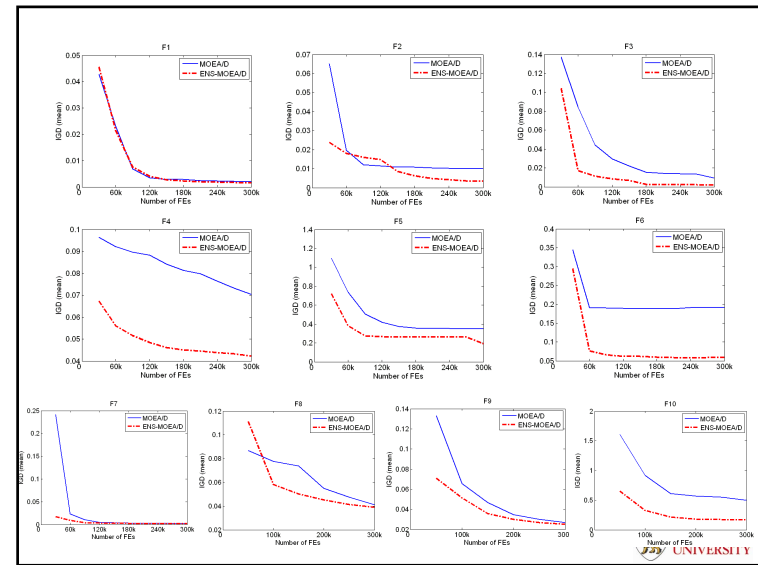 F1
0.05
0.04
0.03
0.02
0.01
0
60k 120k 180k 240k 300k
Number of FEs
IGD (mean)
MOEA/D
ENS-MOEA/D
F2
0.07
0.06
0.05
0.04
0.03
0.02
0.01
0
60k 120k 180k 240k 300k
Number of FEs
IGD (mean)
MOEA/D
ENS-MOEA/D
F3
0.14
0.12
0.1
0.08
0.06
0.04
0.02
0
60k 120k 180k 240k 300k
Number of FEs
IGD (mean)
MOEA/D
ENS-MOEA/D
F4
0.1
0.09
0.08
0.07
0.06
0.05
0.04
60k 120k 180k 240k 300k
Number of FEs
IGD (mean)
MOEA/D
ENS-MOEA/D
F5
1.4
1.2
1
0.8
0.6
0.4
0.2
0
60k 120k 180k 240k 300k
Number of FEs
IGD (mean)
MOEA/D
ENS-MOEA/D
F6
0.4
0.35
0.3
0.25
0.2
0.15
0.1
0.05
60k 120k 180k 240k 300k
Number of FEs
IGD (mean)
MOEA/D
ENS-MOEA/D
F7
0.25
0.2
0.15
0.1
0.05
0
60k 120k 180k 240k 300k
Number of FEs
IGD (mean)
MOEA/D
ENS-MOEA/D
F8
0.12
0.1
0.08
0.06
0.04
0.02
100k 200k 300k
Number of FEs
IGD (mean)
MOEA/D
ENS-MOEA/D
F9
0.14
0.12
0.1
0.08
0.06
0.04
0.02
100k 200k 300k
Number of FEs
IGD (mean)
MOEA/D
ENS-MOEA/D
F10
2
1.5
1
0.5
0
100k 200k 300k
Number of FEs
IGD (mean)
MOEA/D
ENS-MOEA/D
UNIVERSITY